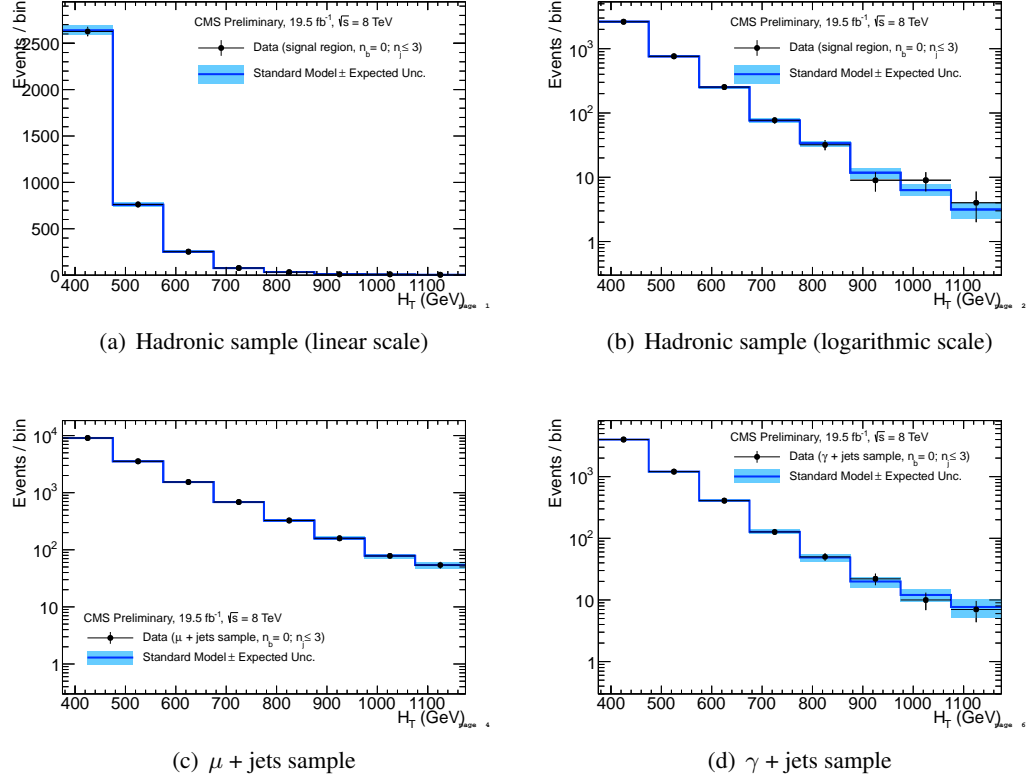 Events / bin
CMS Preliminary, 19.5 fb⁻¹, √s = 8 TeV
Data (signal region, n_b = 0; n_j ≤ 3)
Standard Model ± Expected Unc.
2500
2000
1500
1000
500
0
400 500 600 700 800 900 1000 1100
H_T (GeV)
page 1
(a) Hadronic sample (linear scale)
Events / bin
CMS Preliminary, 19.5 fb⁻¹, √s = 8 TeV
Data (signal region, n_b = 0; n_j ≤ 3)
Standard Model ± Expected Unc.
10³
10²
10
1
400 500 600 700 800 900 1000 1100
H_T (GeV)
page 2
(b) Hadronic sample (logarithmic scale)
Events / bin
10⁴
10³
10²
10
1
CMS Preliminary, 19.5 fb⁻¹, √s = 8 TeV
Data (μ + jets sample, n_b = 0; n_j ≤ 3)
Standard Model ± Expected Unc.
400 500 600 700 800 900 1000 1100
H_T (GeV)
page 4
(c) μ + jets sample
Events / bin
CMS Preliminary, 19.5 fb⁻¹, √s = 8 TeV
Data (γ + jets sample, n_b = 0; n_j ≤ 3)
Standard Model ± Expected Unc.
10³
10²
10
1
400 500 600 700 800 900 1000 1100
H_T (GeV)
page 6
(d) γ + jets sample